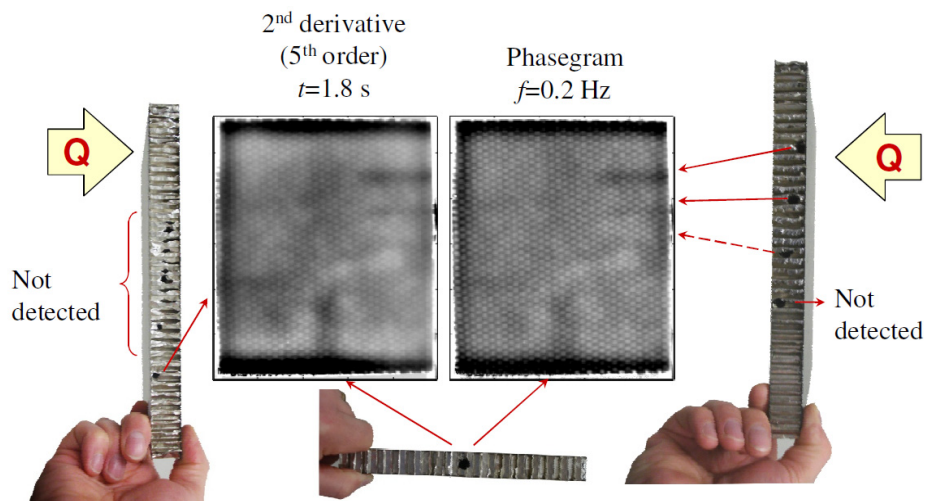 2nd derivative
(5th order)
t=1.8 s
Phasegram
f=0.2 Hz
Q
Q
Not
detected
Not
detected